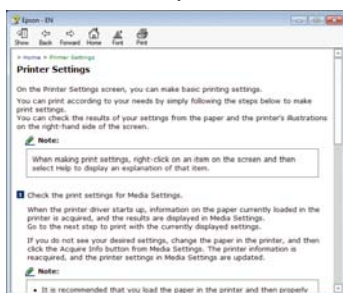 Epson - EN
Show Back Forward Home Font Print
> Home > Printer Settings
Printer Settings
On the Printer Settings screen, you can make basic printing settings.
You can print according to your needs by simply following the steps below to make
print settings.
You can check the results of your settings from the paper and the printer's illustrations
on the right-hand side of the screen.
Note:
When making print settings, right-click on an item on the screen and then
select Help to display an explanation of that item.
1 Check the print settings for Media Settings.
When the printer driver starts up, information on the paper currently loaded in the
printer is acquired, and the results are displayed in Media Settings.
Go to the next step to print with the currently displayed settings.
If you do not see your desired settings, change the paper in the printer, and then
click the Acquire Info button from Media Settings. The printer information is
reacquired, and the printer settings in Media Settings are updated.
Note:
• It is recommended that you load the paper in the printer and then properly